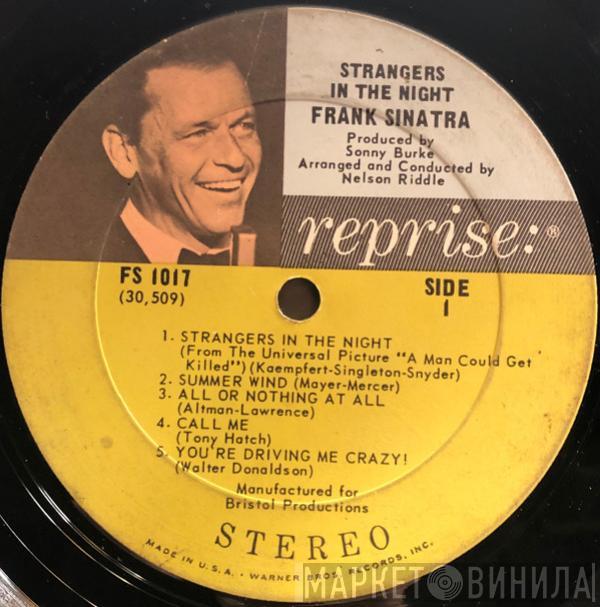 STRANGERS
IN THE NIGHT
FRANK SINATRA
Produced by
Sonny Burke
Arranged and Conducted by
Nelson Riddle
reprise:®
FS 1017
(30,509)
SIDE
1
1. STRANGERS IN THE NIGHT
(From The Universal Picture "A Man Could Get
Killed") (Kaempfert-Singleton-Snyder)
2. SUMMER WIND (Mayer-Mercer)
3. ALL OR NOTHING AT ALL
(Altman-Lawrence)
4. CALL ME
(Tony Hatch)
5. YOU'RE DRIVING ME CRAZY!
(Walter Donaldson)
Manufactured for
Bristol Productions
STEREO
MADE IN U.S.A. • WARNER BROS. RECORDS, INC.
МАРКЕТ ВИНИЛА